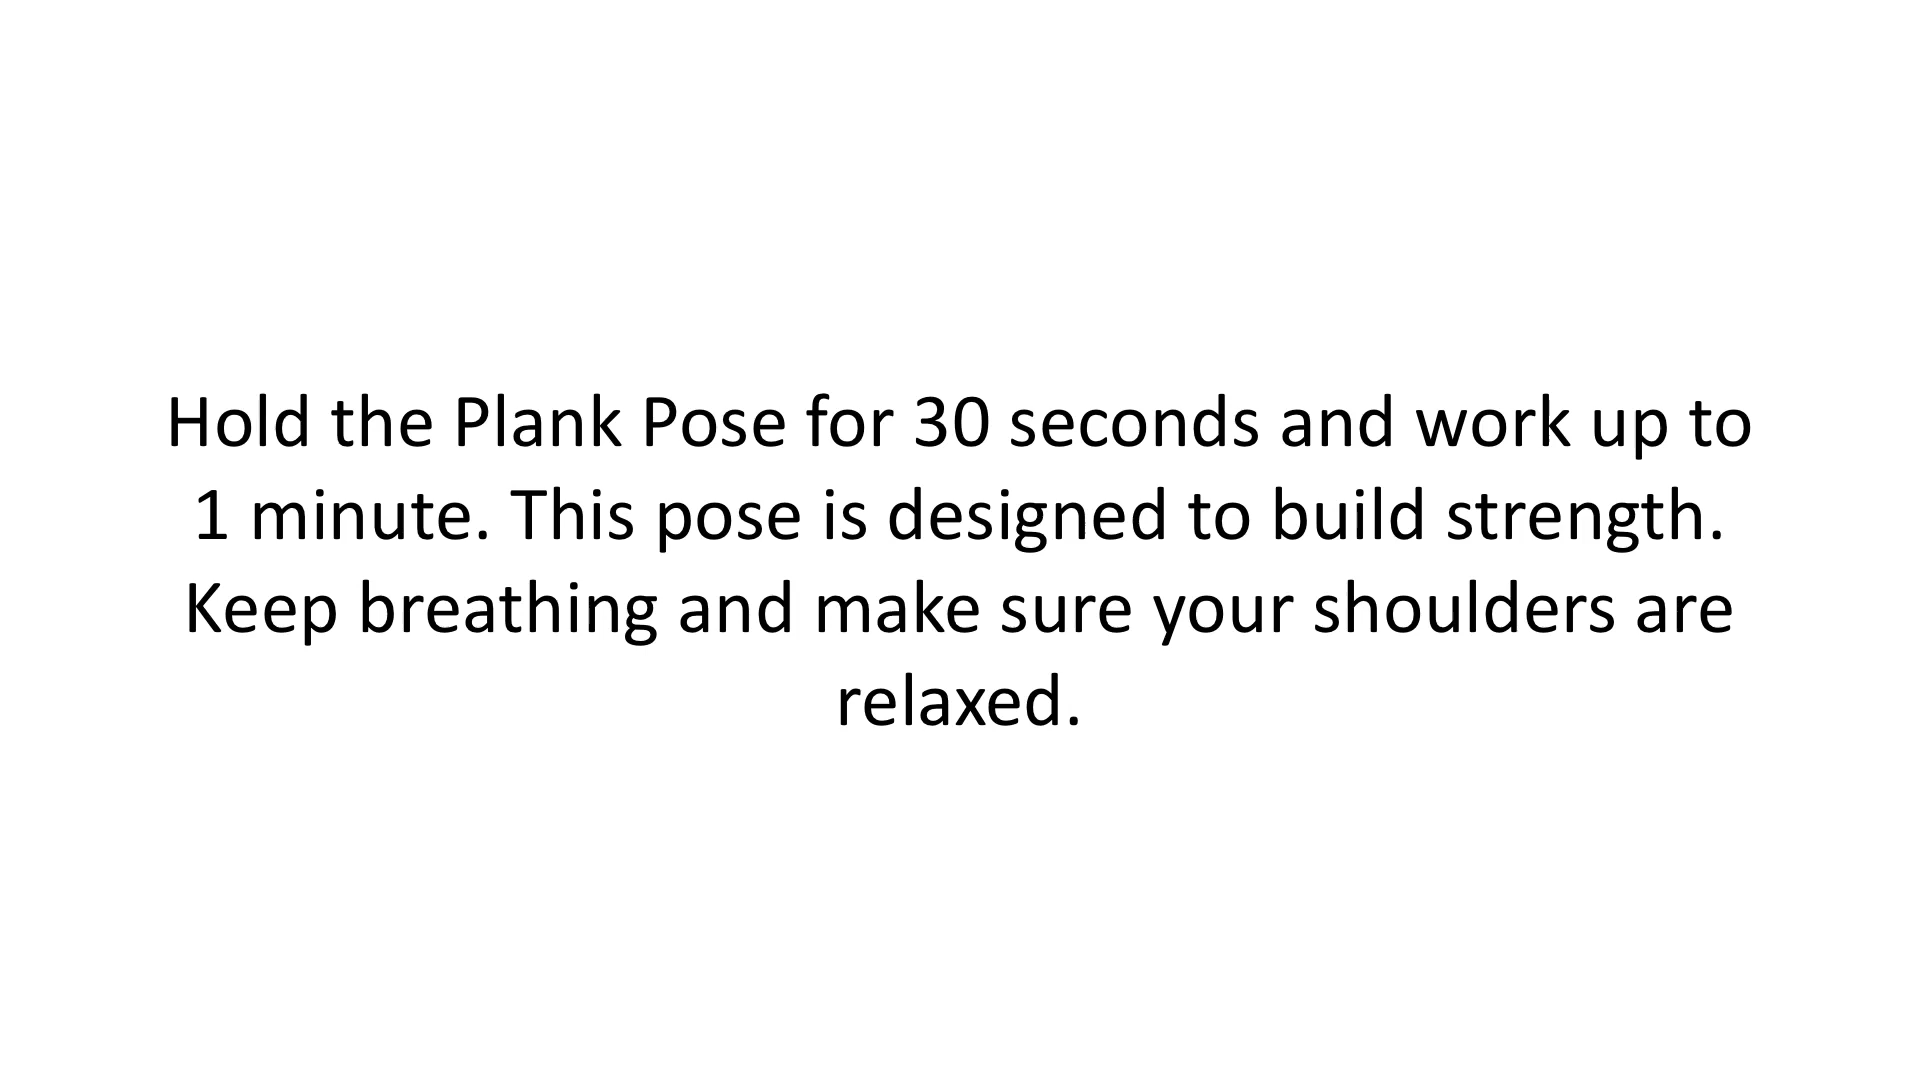 Hold the Plank Pose for 30 seconds and work up to
1 minute. This pose is designed to build strength.
Keep breathing and make sure your shoulders are
relaxed.